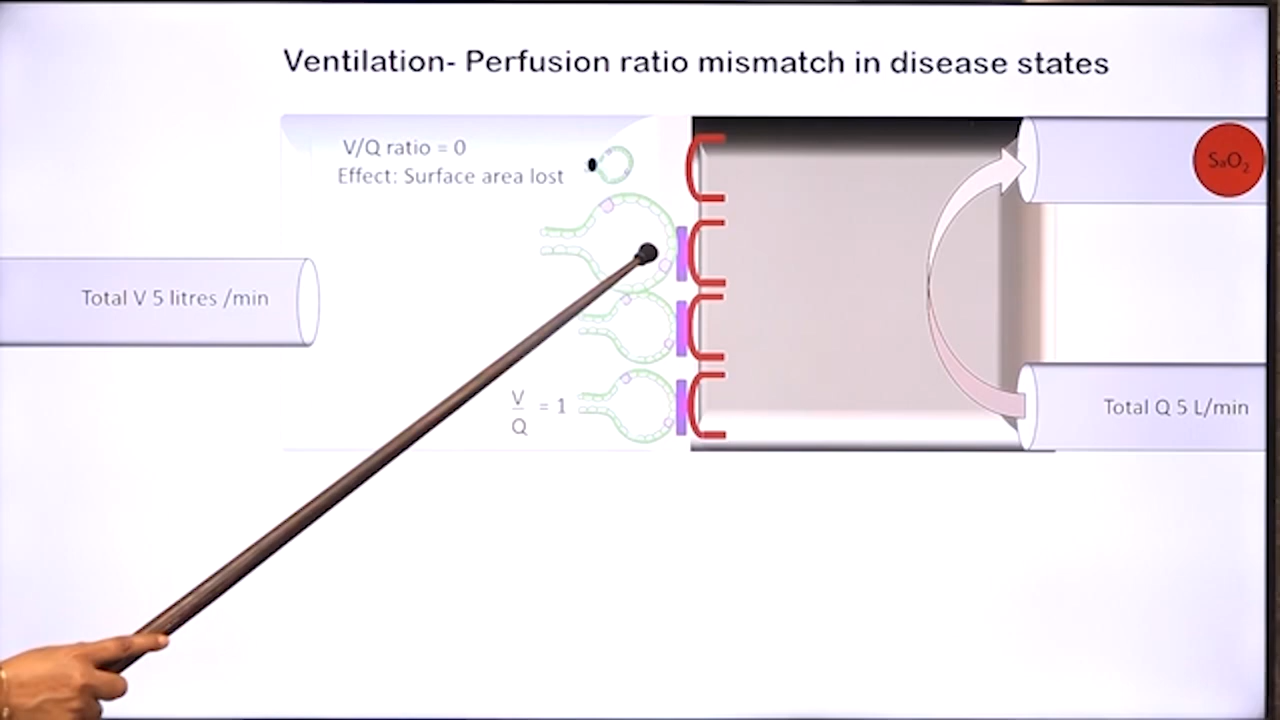 Ventilation- Perfusion ratio mismatch in disease states
V/Q ratio = 0
Effect: Surface area lost
SaO₂
Total V 5 litres /min
V
Q
= 1
Total Q 5 L/min